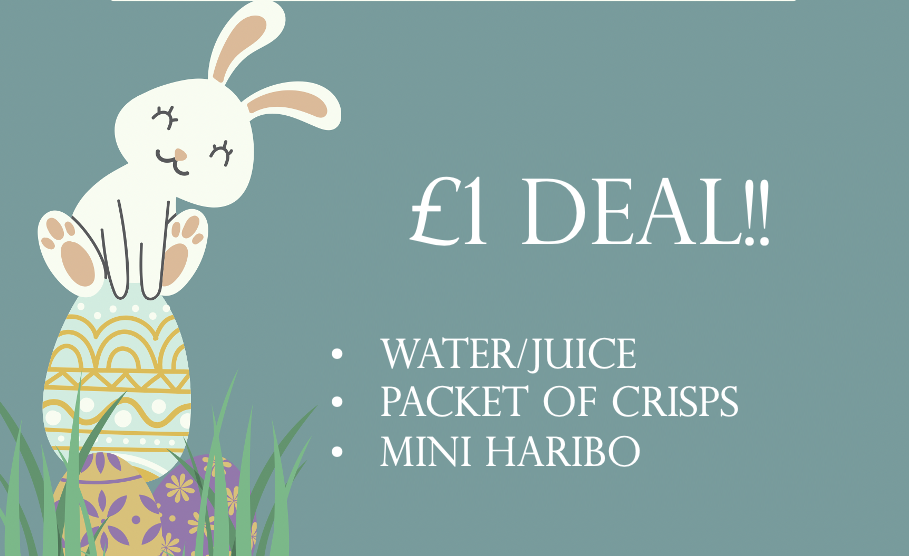 £1 DEAL!!
• WATER/JUICE
• PACKET OF CRISPS
• MINI HARIBO